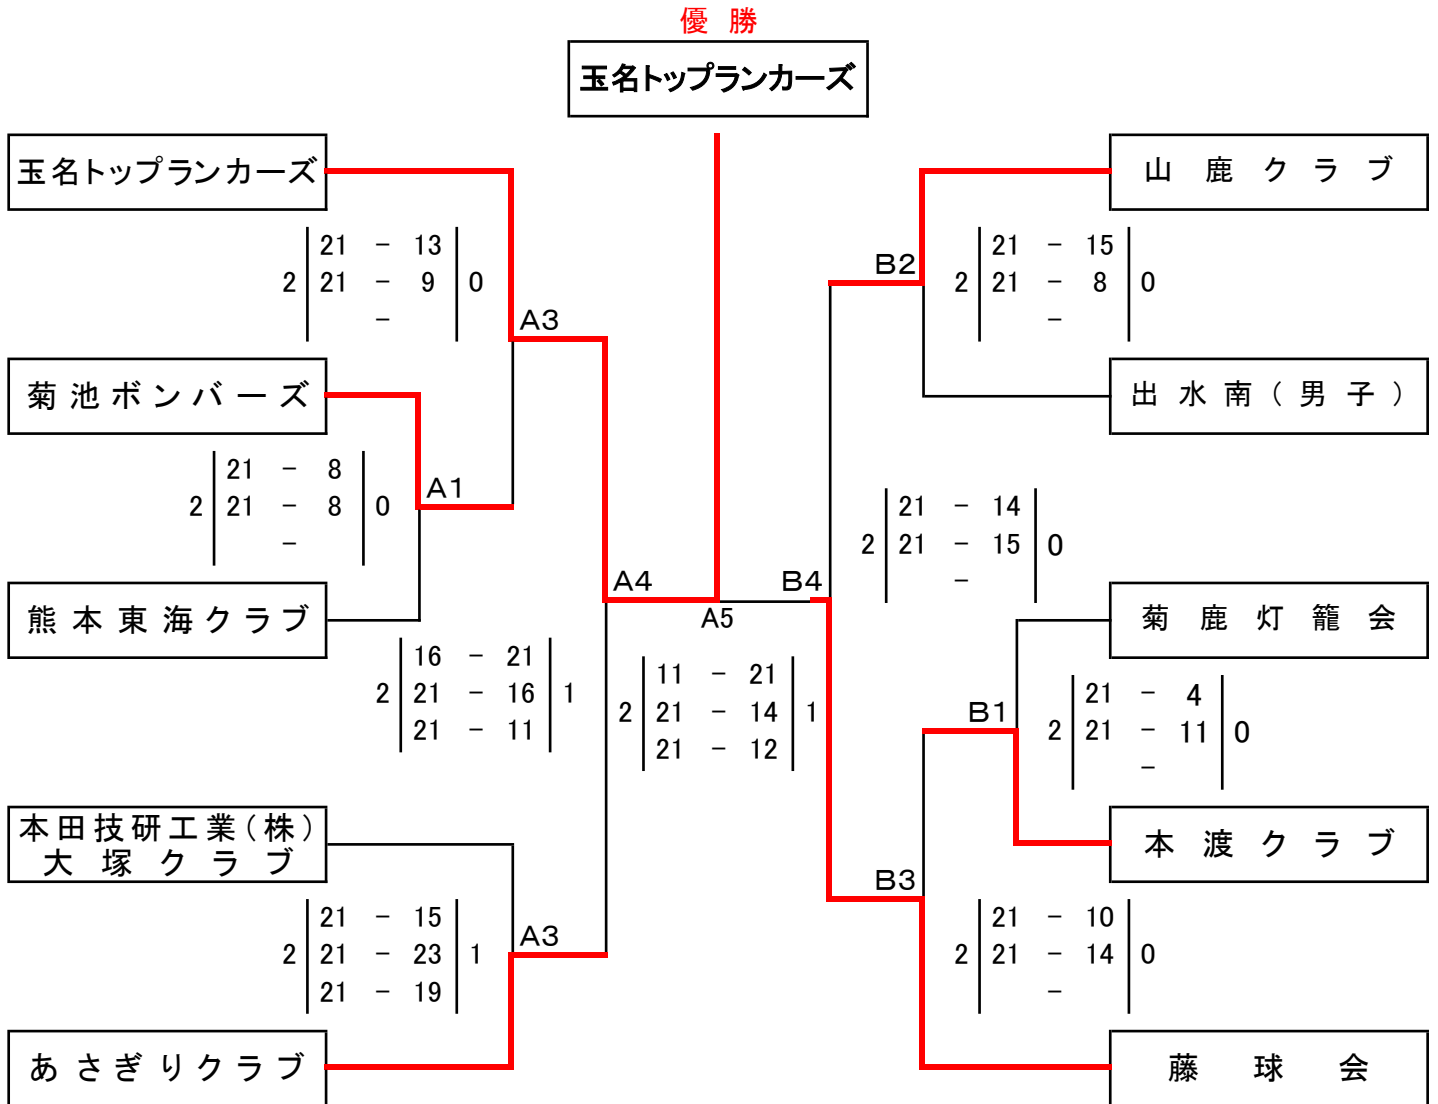 優勝
玉名トップランカーズ
玉名トップランカーズ
21 - 13
2 21 - 9 0
-
A3
菊池ボンバーズ
21 - 8
2 21 - 8 0
-
A1
熊本東海クラブ
16 - 21
2 21 - 16 1
21 - 11
A4
本田技研工業(株)
大塚クラブ
21 - 15
2 21 - 23 1
21 - 19
A3
あさぎりクラブ
A5
11 - 21
2 21 - 14 1
21 - 12
山鹿クラブ
B2
21 - 15
2 21 - 8 0
-
出水南(男子)
21 - 14
2 21 - 15 0
-
B4
菊鹿灯籠会
B1
21 - 4
2 21 - 11 0
-
本渡クラブ
B3
21 - 10
2 21 - 14 0
-
藤球会